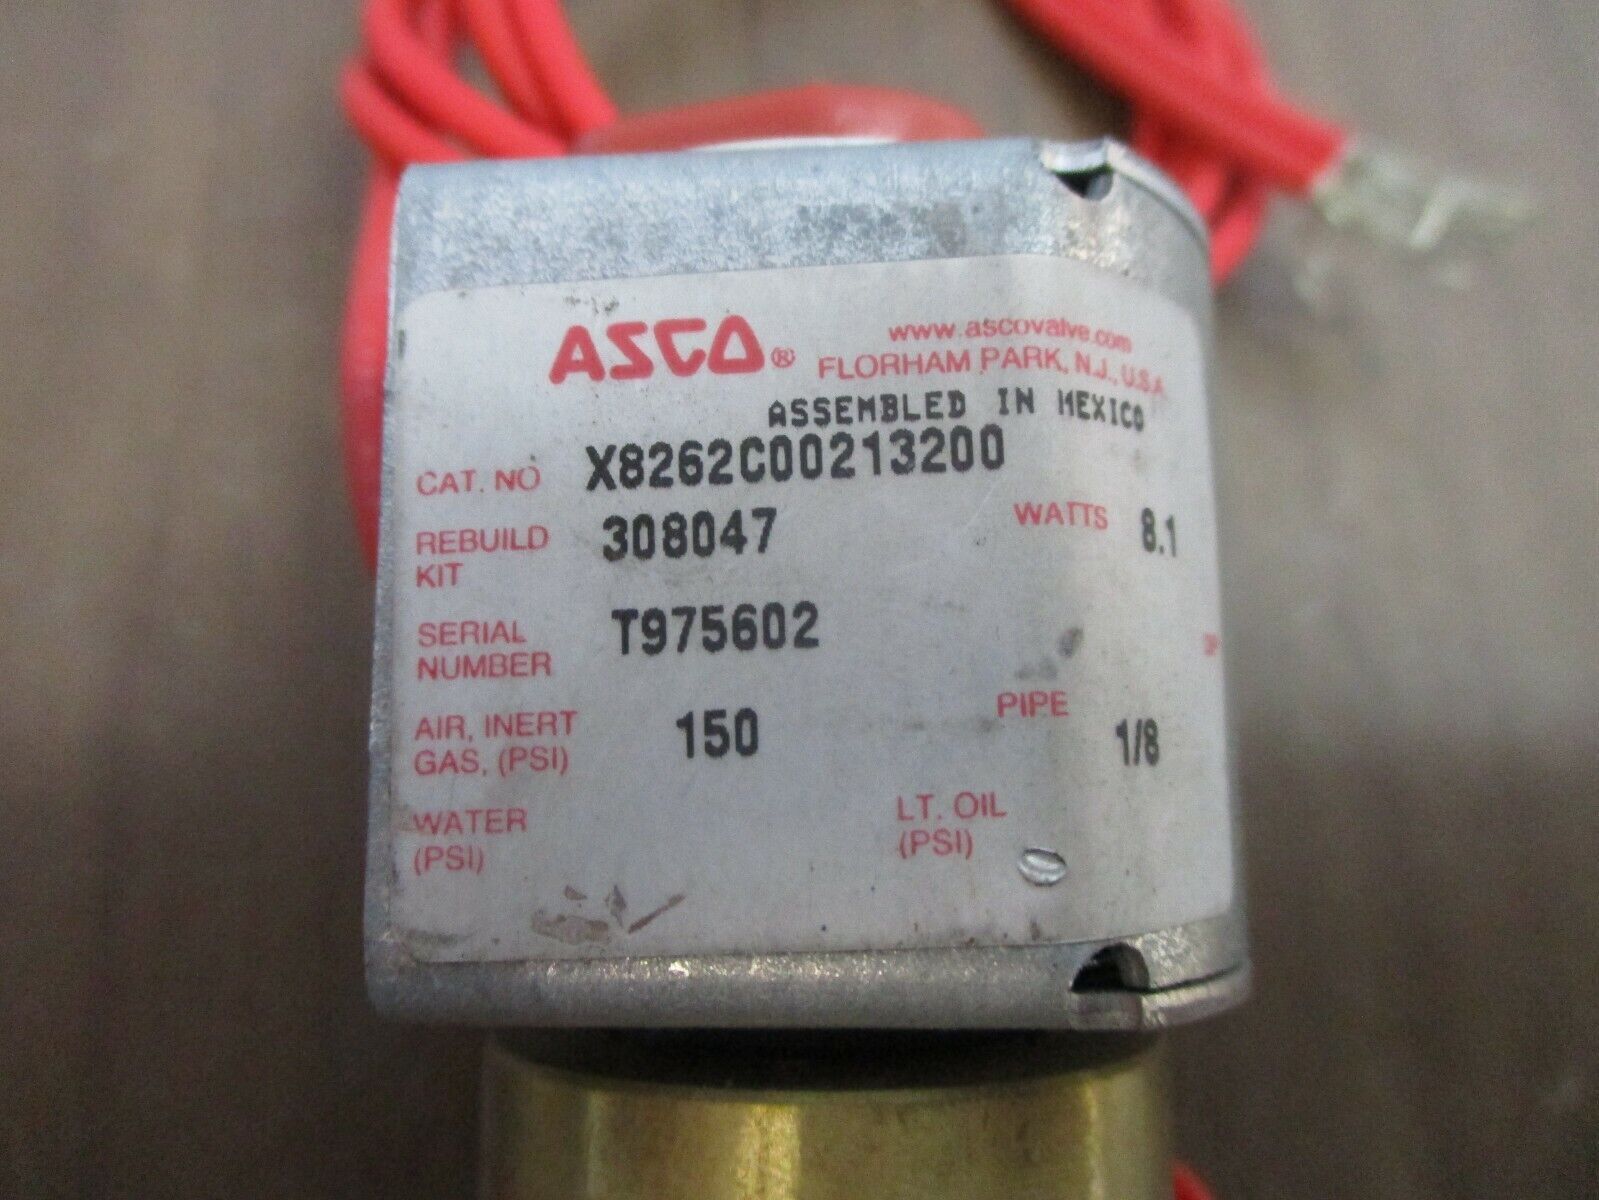 ASCO®
www.ascovalve.com
FLORHAM PARK, N.J., U.S.A
ASSEMBLED IN MEXICO
CAT. NO X8262C00213200
REBUILD KIT 308047 WATTS 8.1
SERIAL NUMBER T975602
AIR, INERT GAS, (PSI) 150 PIPE 1/8
WATER (PSI) LT. OIL (PSI)